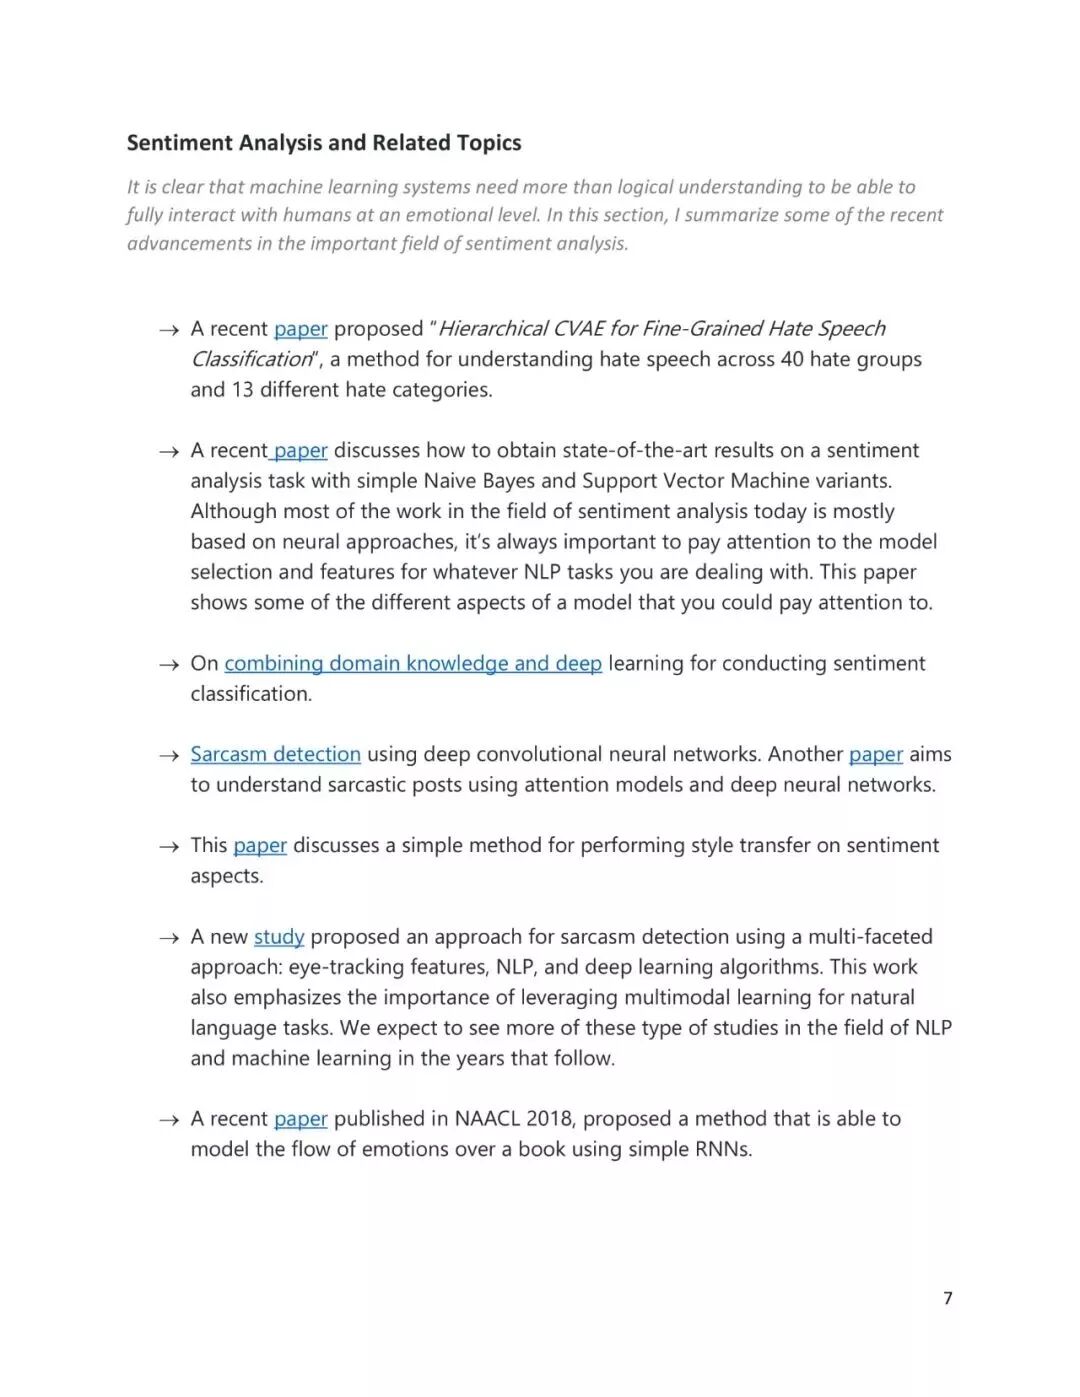 Sentiment Analysis and Related Topics
It is clear that machine learning systems need more than logical understanding to be able to
fully interact with humans at an emotional level. In this section, I summarize some of the recent
advancements in the important field of sentiment analysis.
→ A recent paper proposed "Hierarchical CVAE for Fine-Grained Hate Speech
Classification", a method for understanding hate speech across 40 hate groups
and 13 different hate categories.
→ A recent paper discusses how to obtain state-of-the-art results on a sentiment
analysis task with simple Naive Bayes and Support Vector Machine variants.
Although most of the work in the field of sentiment analysis today is mostly
based on neural approaches, it's always important to pay attention to the model
selection and features for whatever NLP tasks you are dealing with. This paper
shows some of the different aspects of a model that you could pay attention to.
→ On combining domain knowledge and deep learning for conducting sentiment
classification.
→ Sarcasm detection using deep convolutional neural networks. Another paper aims
to understand sarcastic posts using attention models and deep neural networks.
→ This paper discusses a simple method for performing style transfer on sentiment
aspects.
→ A new study proposed an approach for sarcasm detection using a multi-faceted
approach: eye-tracking features, NLP, and deep learning algorithms. This work
also emphasizes the importance of leveraging multimodal learning for natural
language tasks. We expect to see more of these type of studies in the field of NLP
and machine learning in the years that follow.
→ A recent paper published in NAACL 2018, proposed a method that is able to
model the flow of emotions over a book using simple RNNs.
7